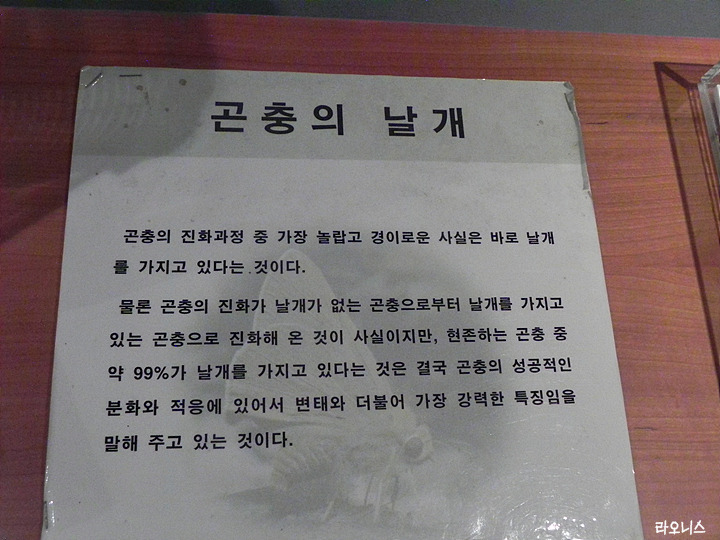 곤충의 날개
곤충의 진화과정 중 가장 놀랍고 경이로운 사실은 바로 날개
를 가지고 있다는 것이다.
물론 곤충의 진화가 날개가 없는 곤충으로부터 날개를 가지고
있는 곤충으로 진화해 온 것이 사실이지만, 현존하는 곤충 중
약 99%가 날개를 가지고 있다는 것은 결국 곤충의 성공적인
분화와 적응에 있어서 변태와 더불어 가장 강력한 특징임을
말해 주고 있는 것이다.
라오니스